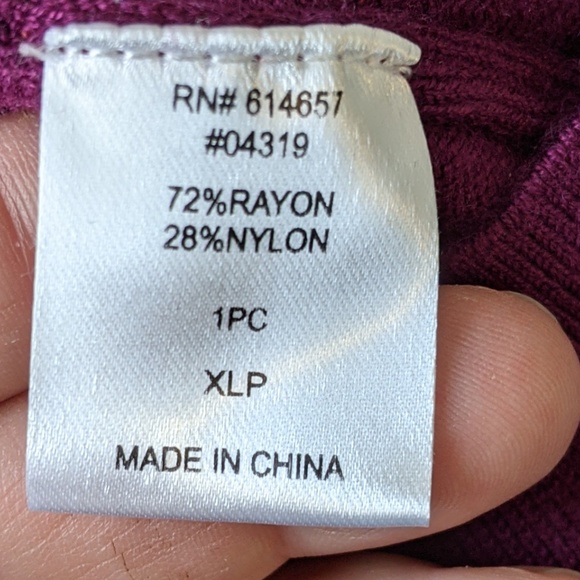 RN# 614657
#04319
72%RAYON
28%NYLON
1PC
XLP
MADE IN CHINA